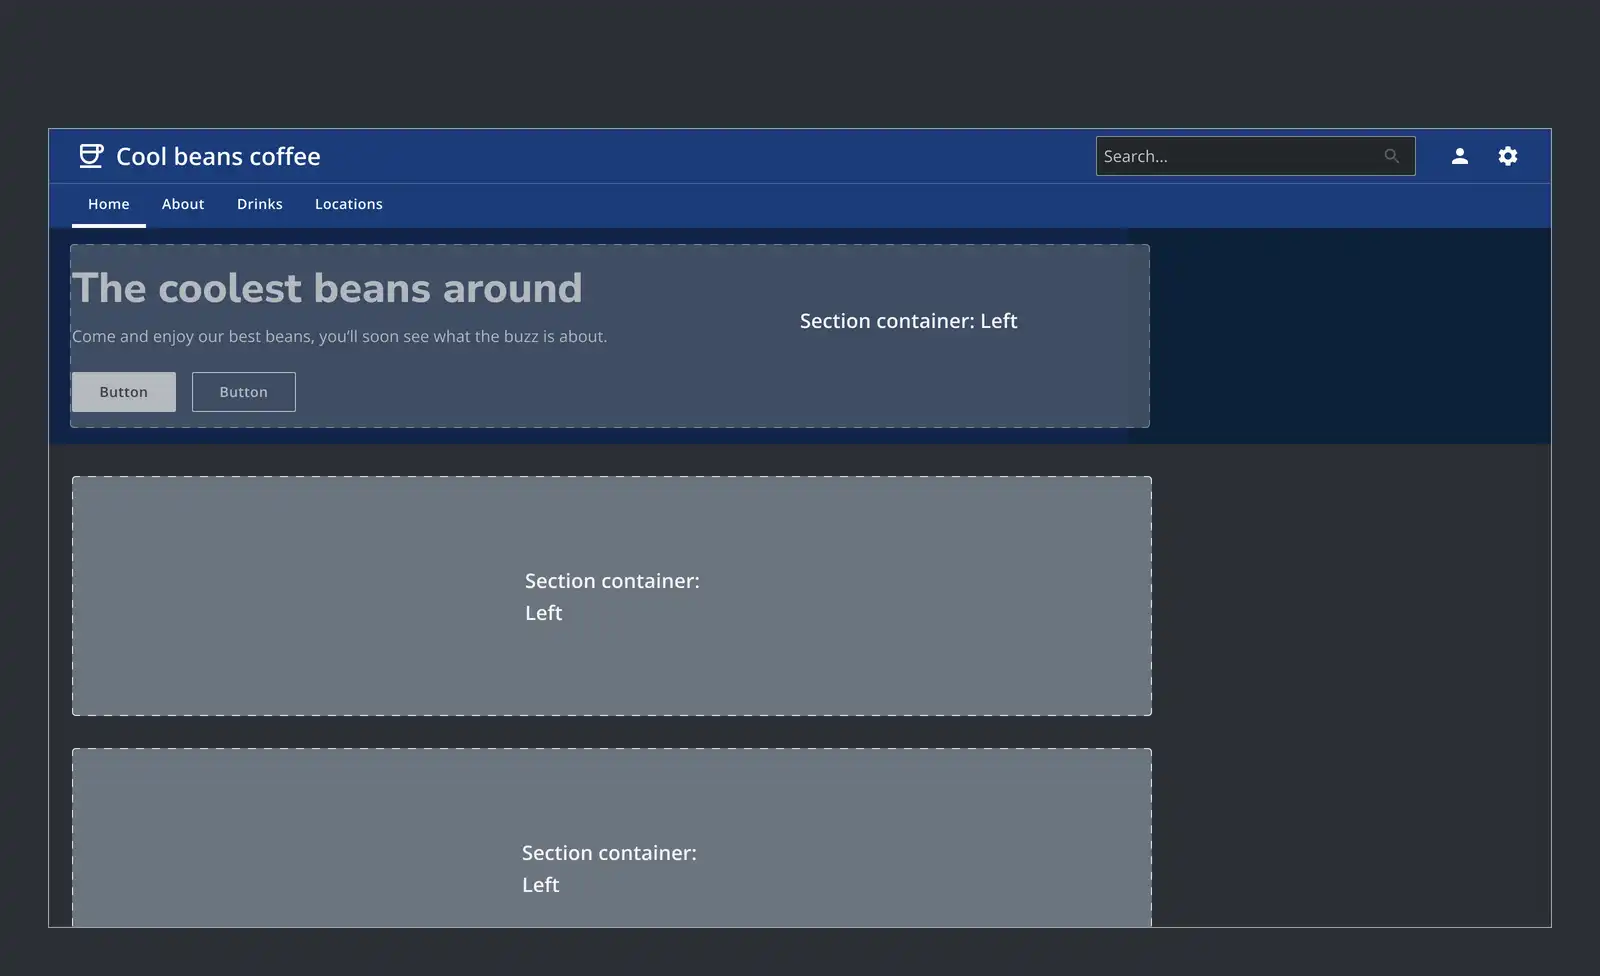 Cool beans coffee
Search...
Home About Drinks Locations
The coolest beans around
Come and enjoy our best beans, you'll soon see what the buzz is about.
Section container: Left
Button Button
Section container:
Left
Section container:
Left